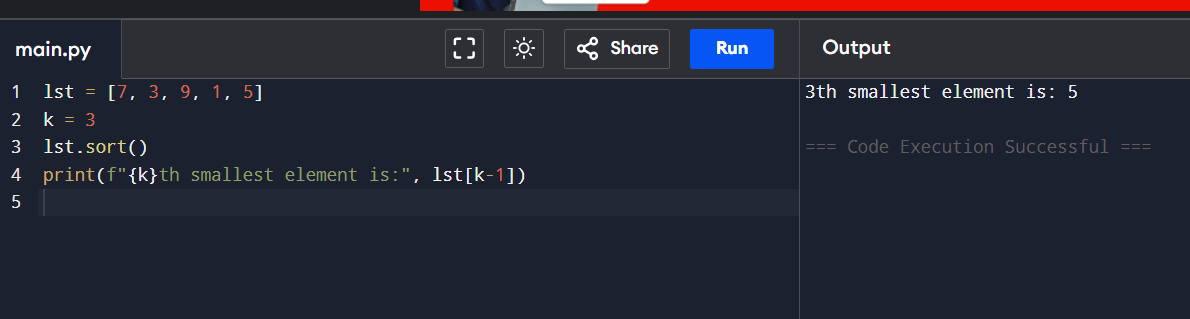 main.py
Share
Run
Output
1 lst = [7, 3, 9, 1, 5]
2 k = 3
3 lst.sort()
4 print(f"{k}th smallest element is:", lst[k-1])
5
3th smallest element is: 5
=== Code Execution Successful ===